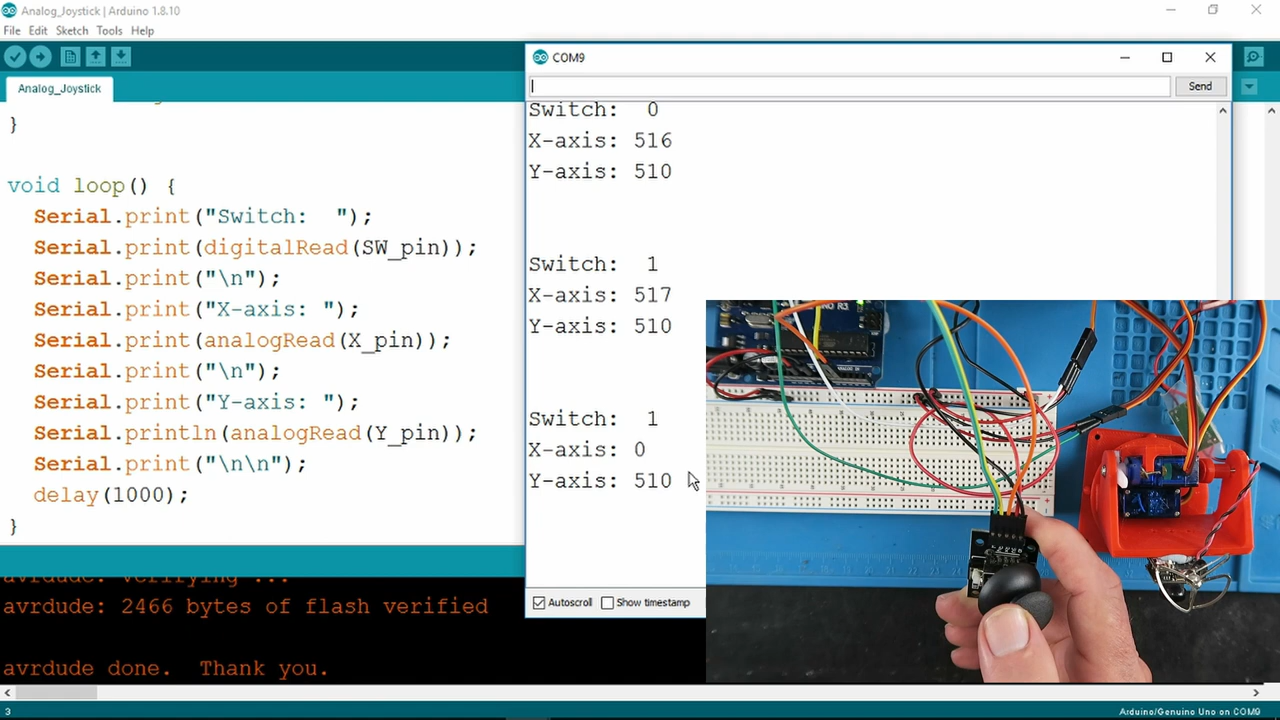 Analog_Joystick | Arduino 1.8.10
File Edit Sketch Tools Help
Analog_Joystick
}
void loop() {
Serial.print("Switch:  ");
Serial.print(digitalRead(SW_pin));
Serial.print("\n");
Serial.print("X-axis: ");
Serial.print(analogRead(X_pin));
Serial.print("\n");
Serial.print("Y-axis: ");
Serial.println(analogRead(Y_pin));
Serial.print("\n\n");
delay(1000);
}
avrdude: verifying ...
avrdude: 2466 bytes of flash verified
avrdude done.  Thank you.
3
Arduino/Genuino Uno on COM9
COM9
Send
Switch:  0
X-axis: 516
Y-axis: 510
Switch:  1
X-axis: 517
Y-axis: 510
Switch:  1
X-axis: 0
Y-axis: 510
Autoscroll
Show timestamp